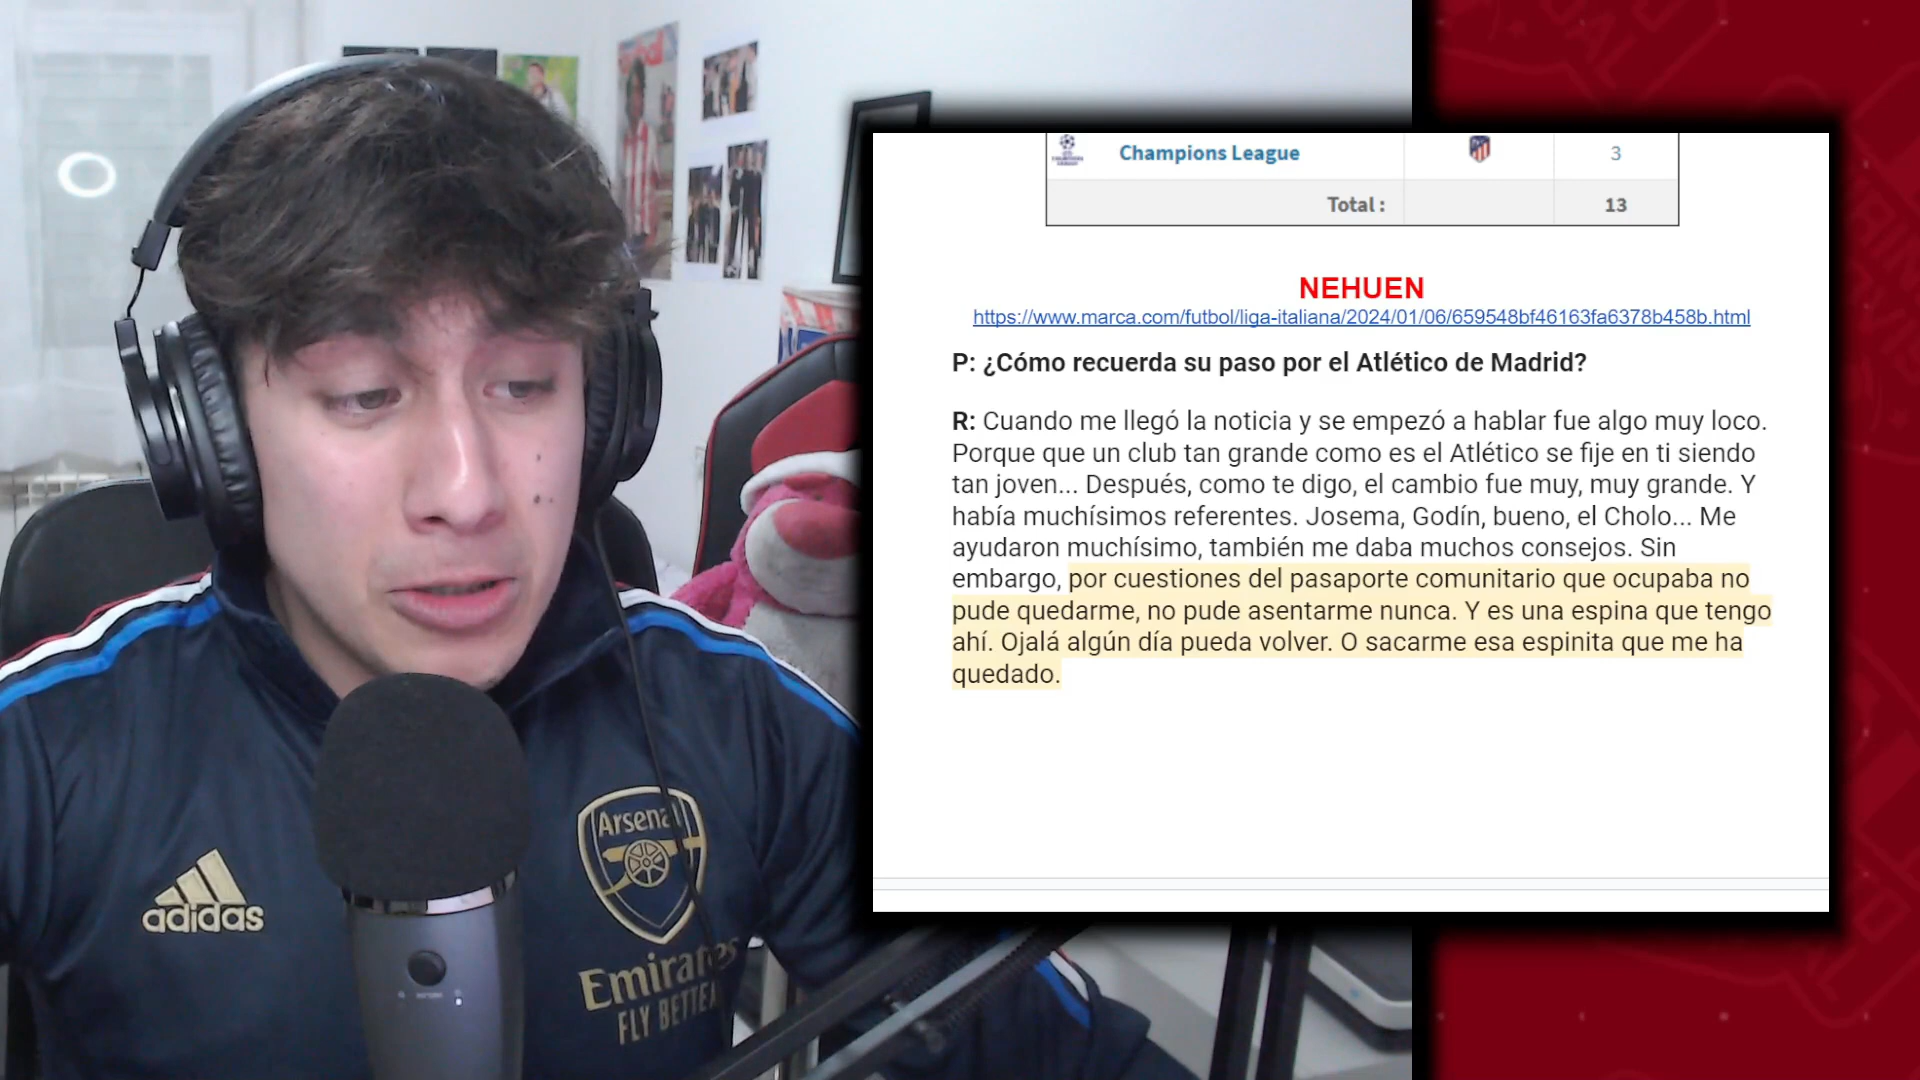 Champions League 3
Total : 13
NEHUEN
https://www.marca.com/futbol/liga-italiana/2024/01/06/659548bf46163fa6378b458b.html
P: ¿Cómo recuerda su paso por el Atlético de Madrid?
R: Cuando me llegó la noticia y se empezó a hablar fue algo muy loco.
Porque que un club tan grande como es el Atlético se fije en ti siendo
tan joven... Después, como te digo, el cambio fue muy, muy grande. Y
había muchísimos referentes. Josema, Godín, bueno, el Cholo... Me
ayudaron muchísimo, también me daba muchos consejos. Sin
embargo, por cuestiones del pasaporte comunitario que ocupaba no
pude quedarme, no pude asentarme nunca. Y es una espina que tengo
ahí. Ojalá algún día pueda volver. O sacarme esa espinita que me ha
quedado.
adidas
Arsenal
Emirates
FLY BETTER